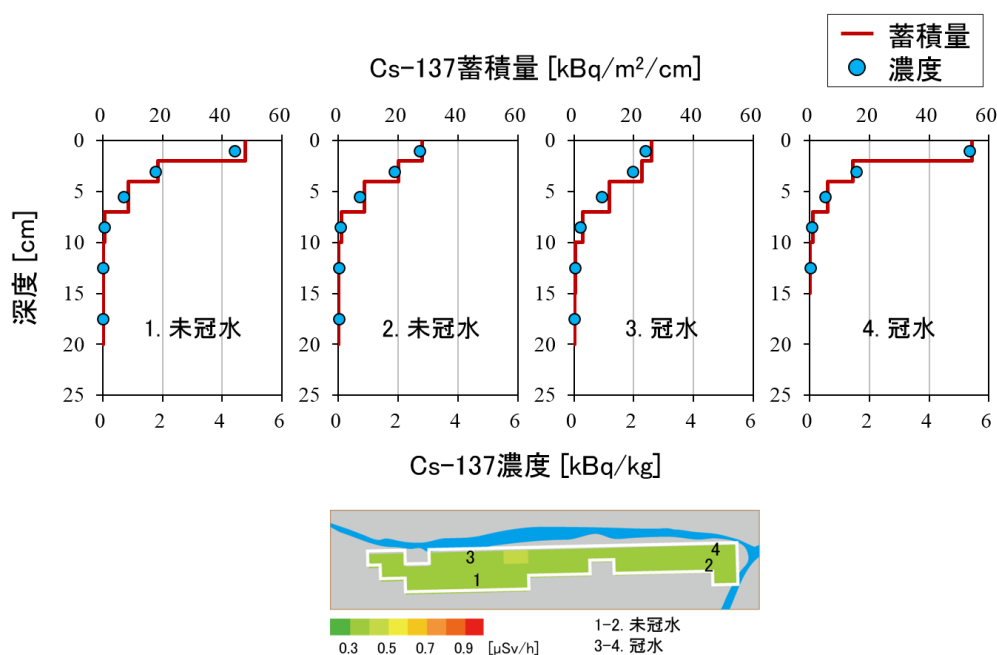 蓄積量
濃度
Cs-137蓄積量 [kBq/m²/cm]
0 20 40 60 0 20 40 60 0 20 40 60 0 20 40 60
0 0 0 0
5 5 5 5
10 10 10 10
15 15 15 15
20 20 20 20
25 25 25 25
深度 [cm]
1. 未冠水 2. 未冠水 3. 冠水 4. 冠水
0 2 4 6 0 2 4 6 0 2 4 6 0 2 4 6
Cs-137濃度 [kBq/kg]
3 4
1 2
0.3 0.5 0.7 0.9 [μSv/h]
1-2. 未冠水
3-4. 冠水